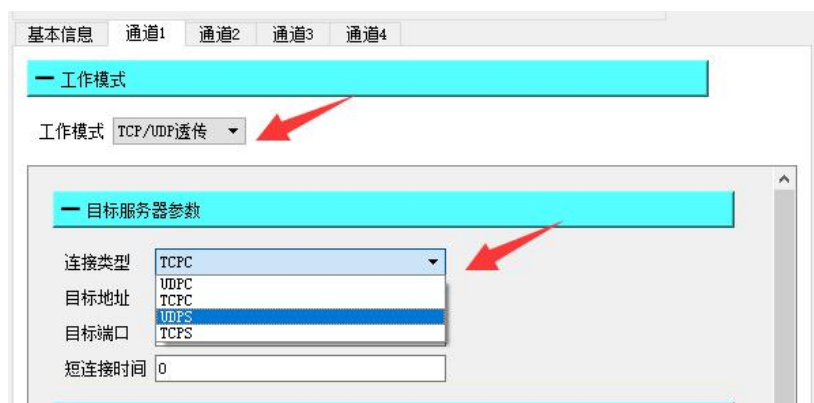 基本信息 通道1 通道2 通道3 通道4
工作模式
工作模式 TCP/UDP透传
目标服务器参数
连接类型 TCPC
UDPC
目标地址 TCPC
UDPS
目标端口 TCPS
短连接时间 0